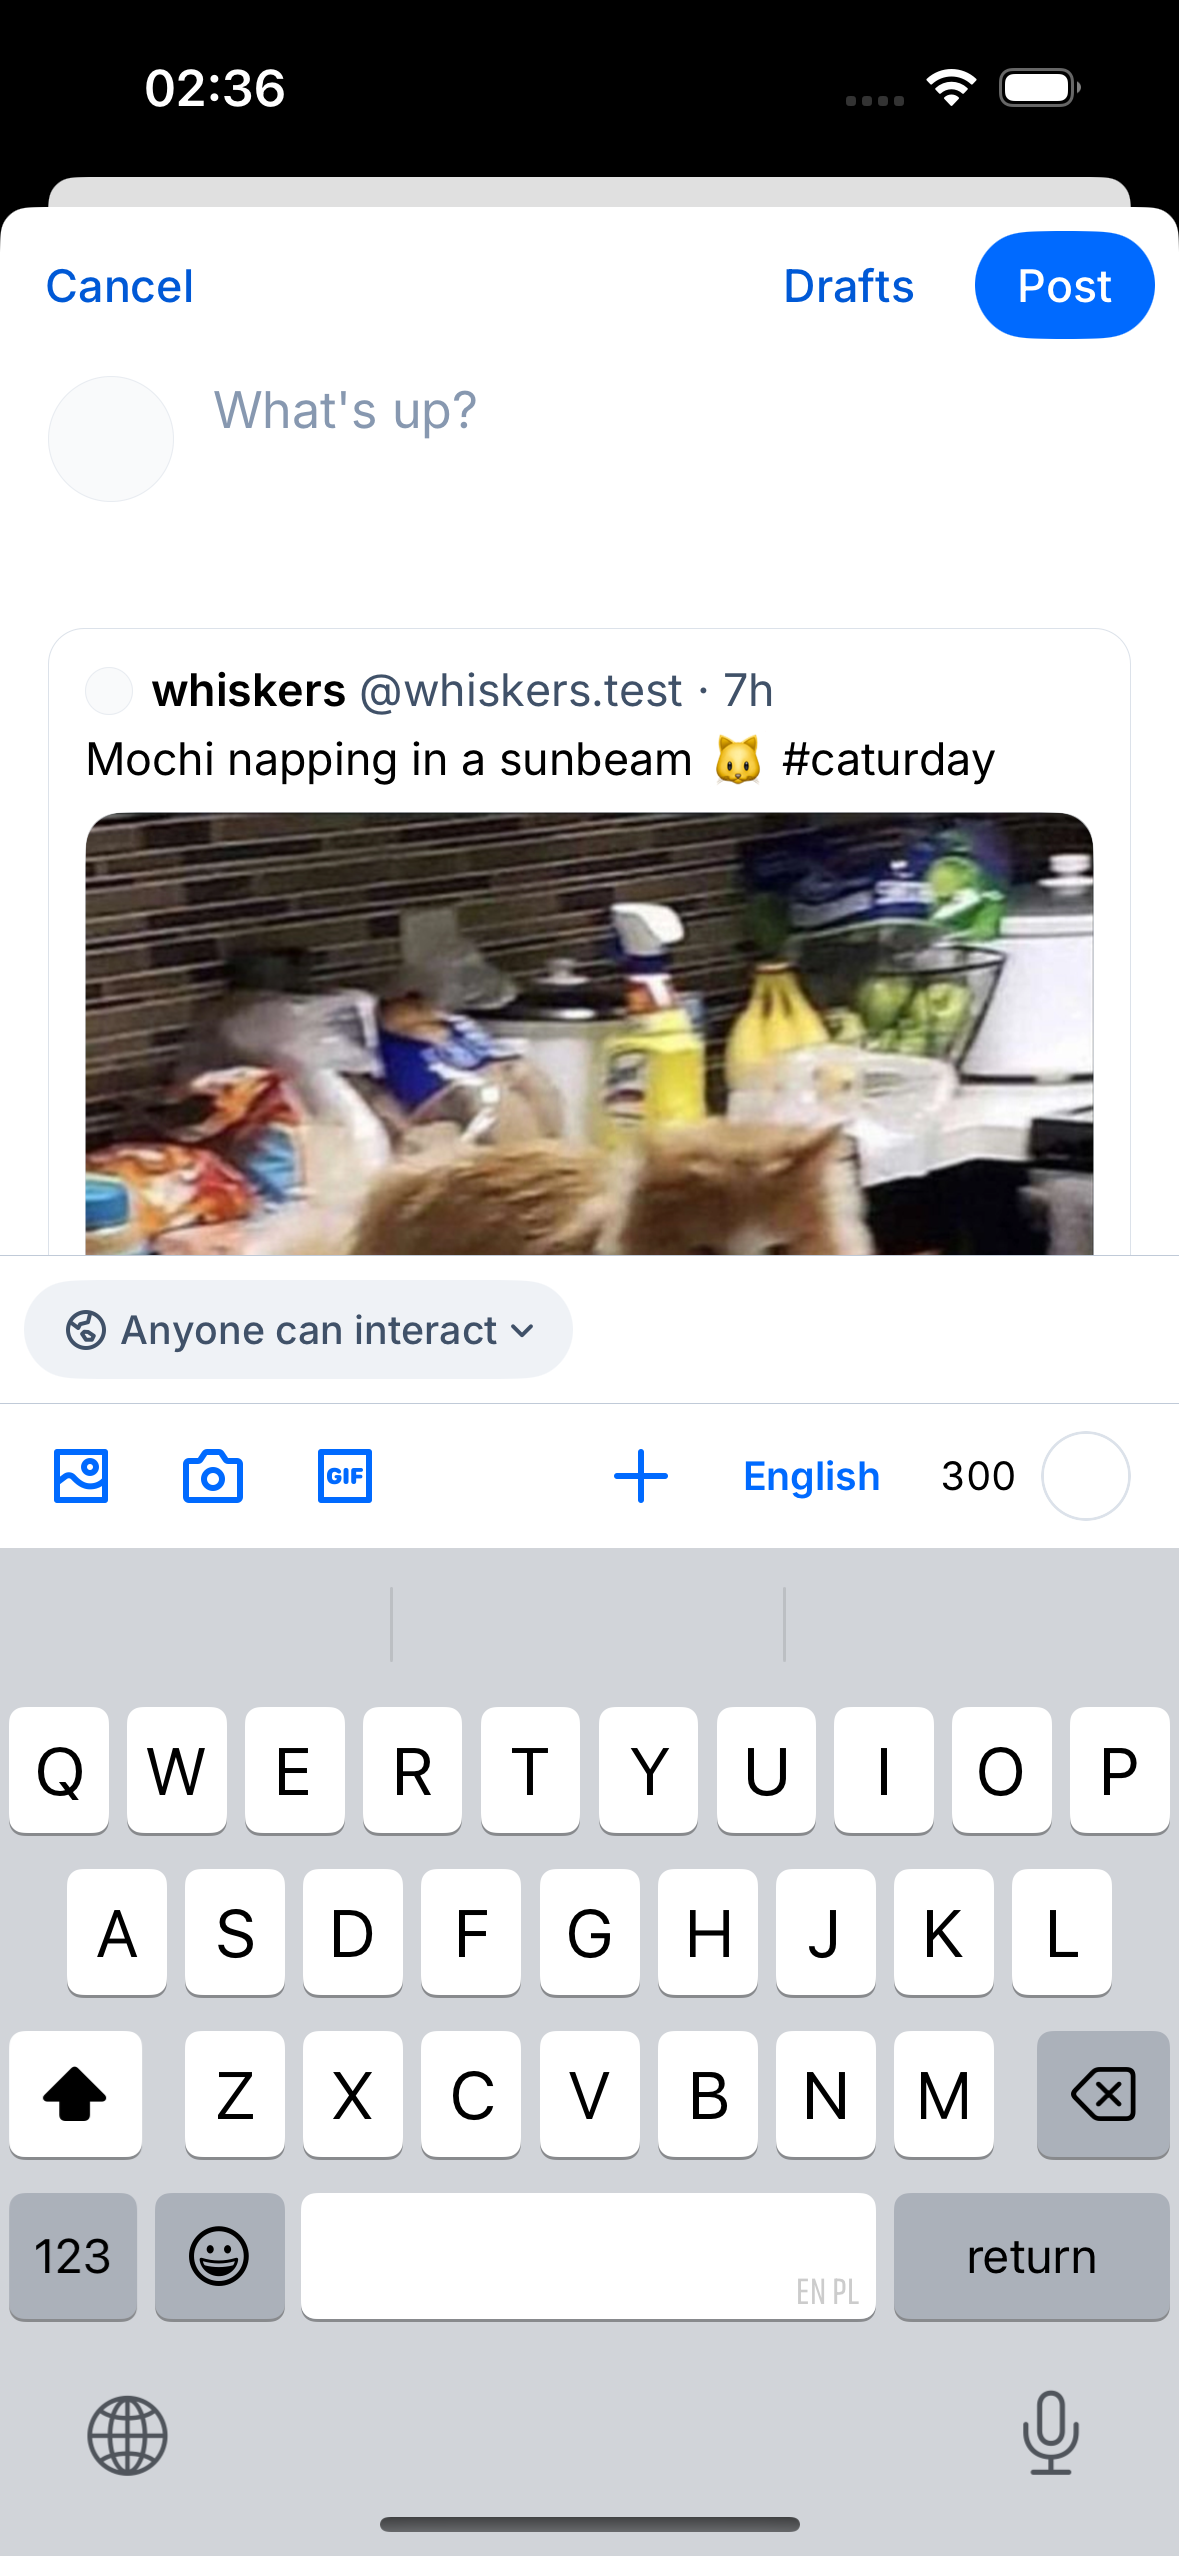 02:36
Cancel
Drafts
Post
What's up?
whiskers @whiskers.test · 7h
Mochi napping in a sunbeam 🐱 #caturday
Anyone can interact
GIF
English
300
Q W E R T Y U I O P
A S D F G H J K L
Z X C V B N M
123
EN PL
return